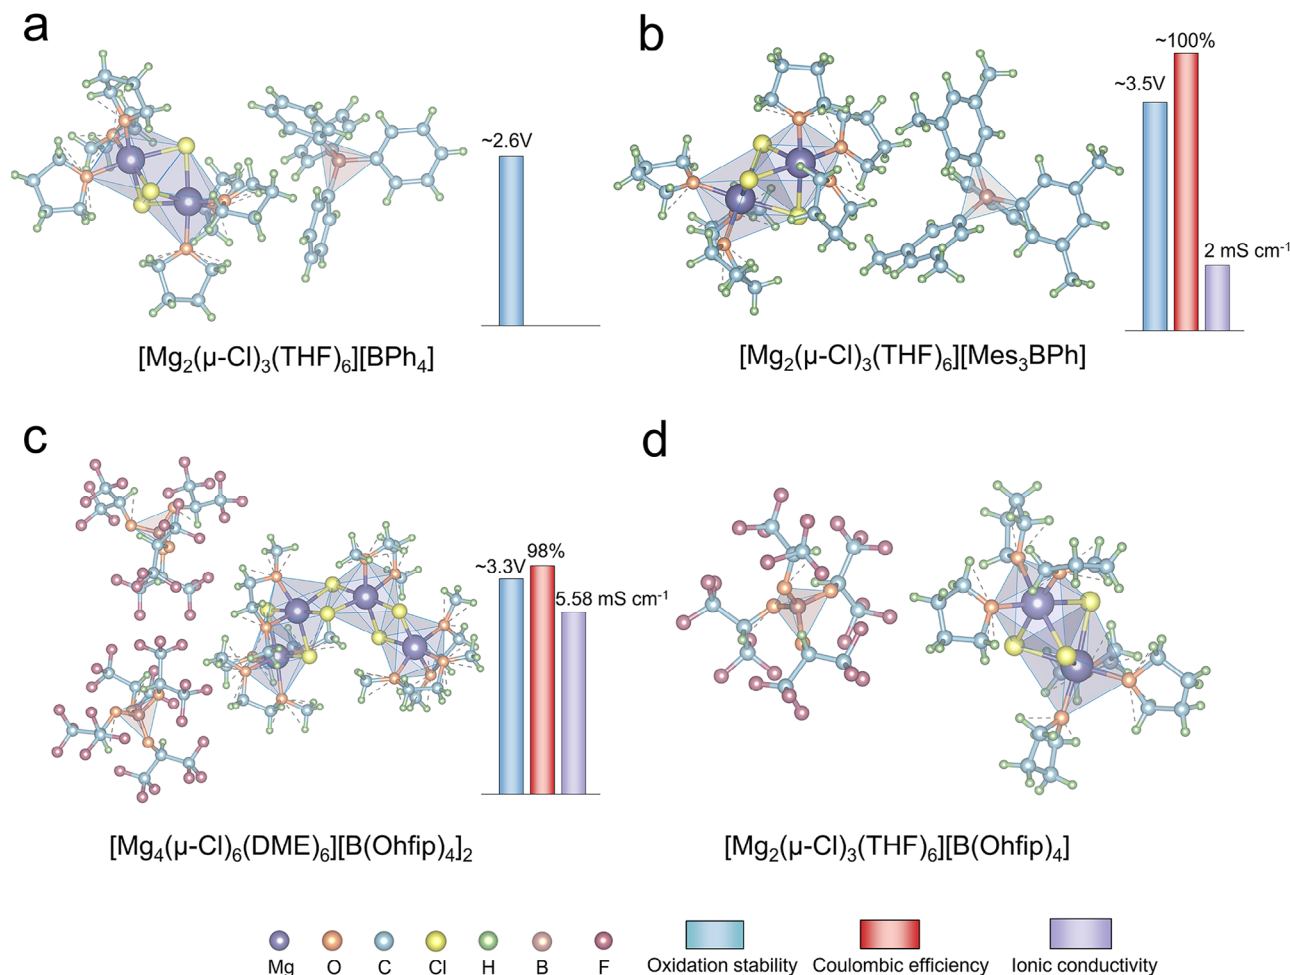 a
~2.6V
[Mg₂(μ-Cl)₃(THF)₆][BPh₄]
b
~3.5V
~100%
2 mS cm⁻¹
[Mg₂(μ-Cl)₃(THF)₆][Mes₃BPh]
c
~3.3V
98%
5.58 mS cm⁻¹
[Mg₄(μ-Cl)₆(DME)₆][B(Ohfip)₄]₂
d
[Mg₂(μ-Cl)₃(THF)₆][B(Ohfip)₄]
Mg O C Cl H B F Oxidation stability Coulombic efficiency Ionic conductivity